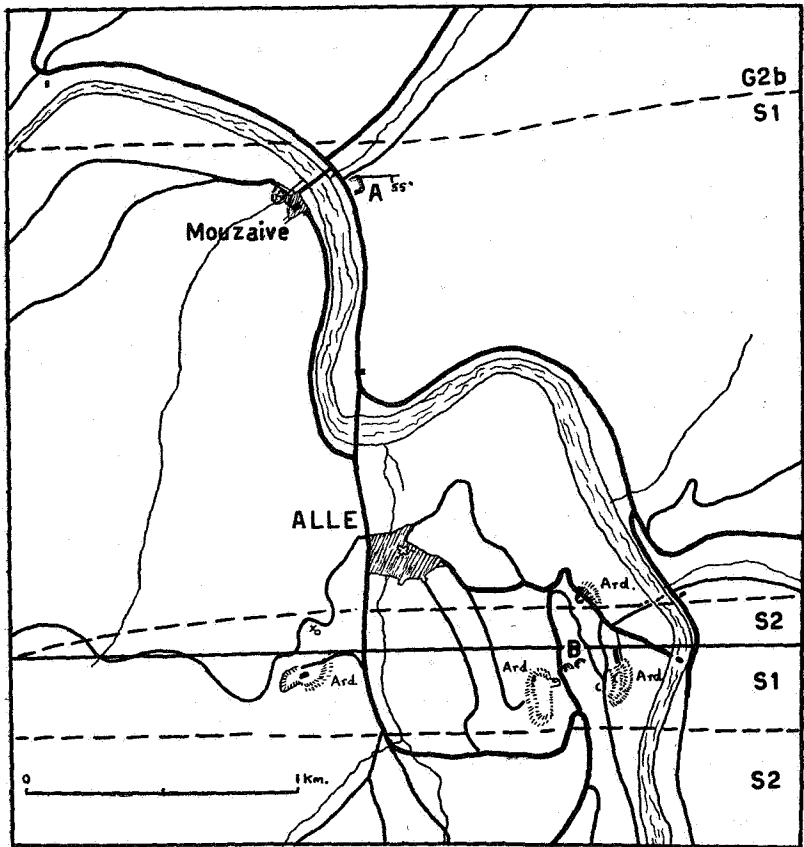 G2b
S1
A 55°
Mouzaive
ALLE
Ard.
S2
B
Ard.
Ard.
Ard
S1
S2
0
1 Km.